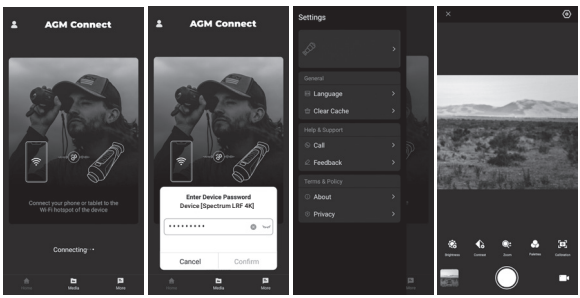 AGM Connect
Connect your phone or tablet to the
Wi-Fi hotspot of the device
Connecting···
Home
Media
More
AGM Connect
Enter Device Password
Device [Spectrum LRF 4K]
•••••••••
Cancel
Confirm
Home
Media
More
Settings
General
Language
Clear Cache
Help & Support
Call
Feedback
Terms & Policy
About
Privacy
Brightness
Contrast
Zoom
Palettes
Calibration